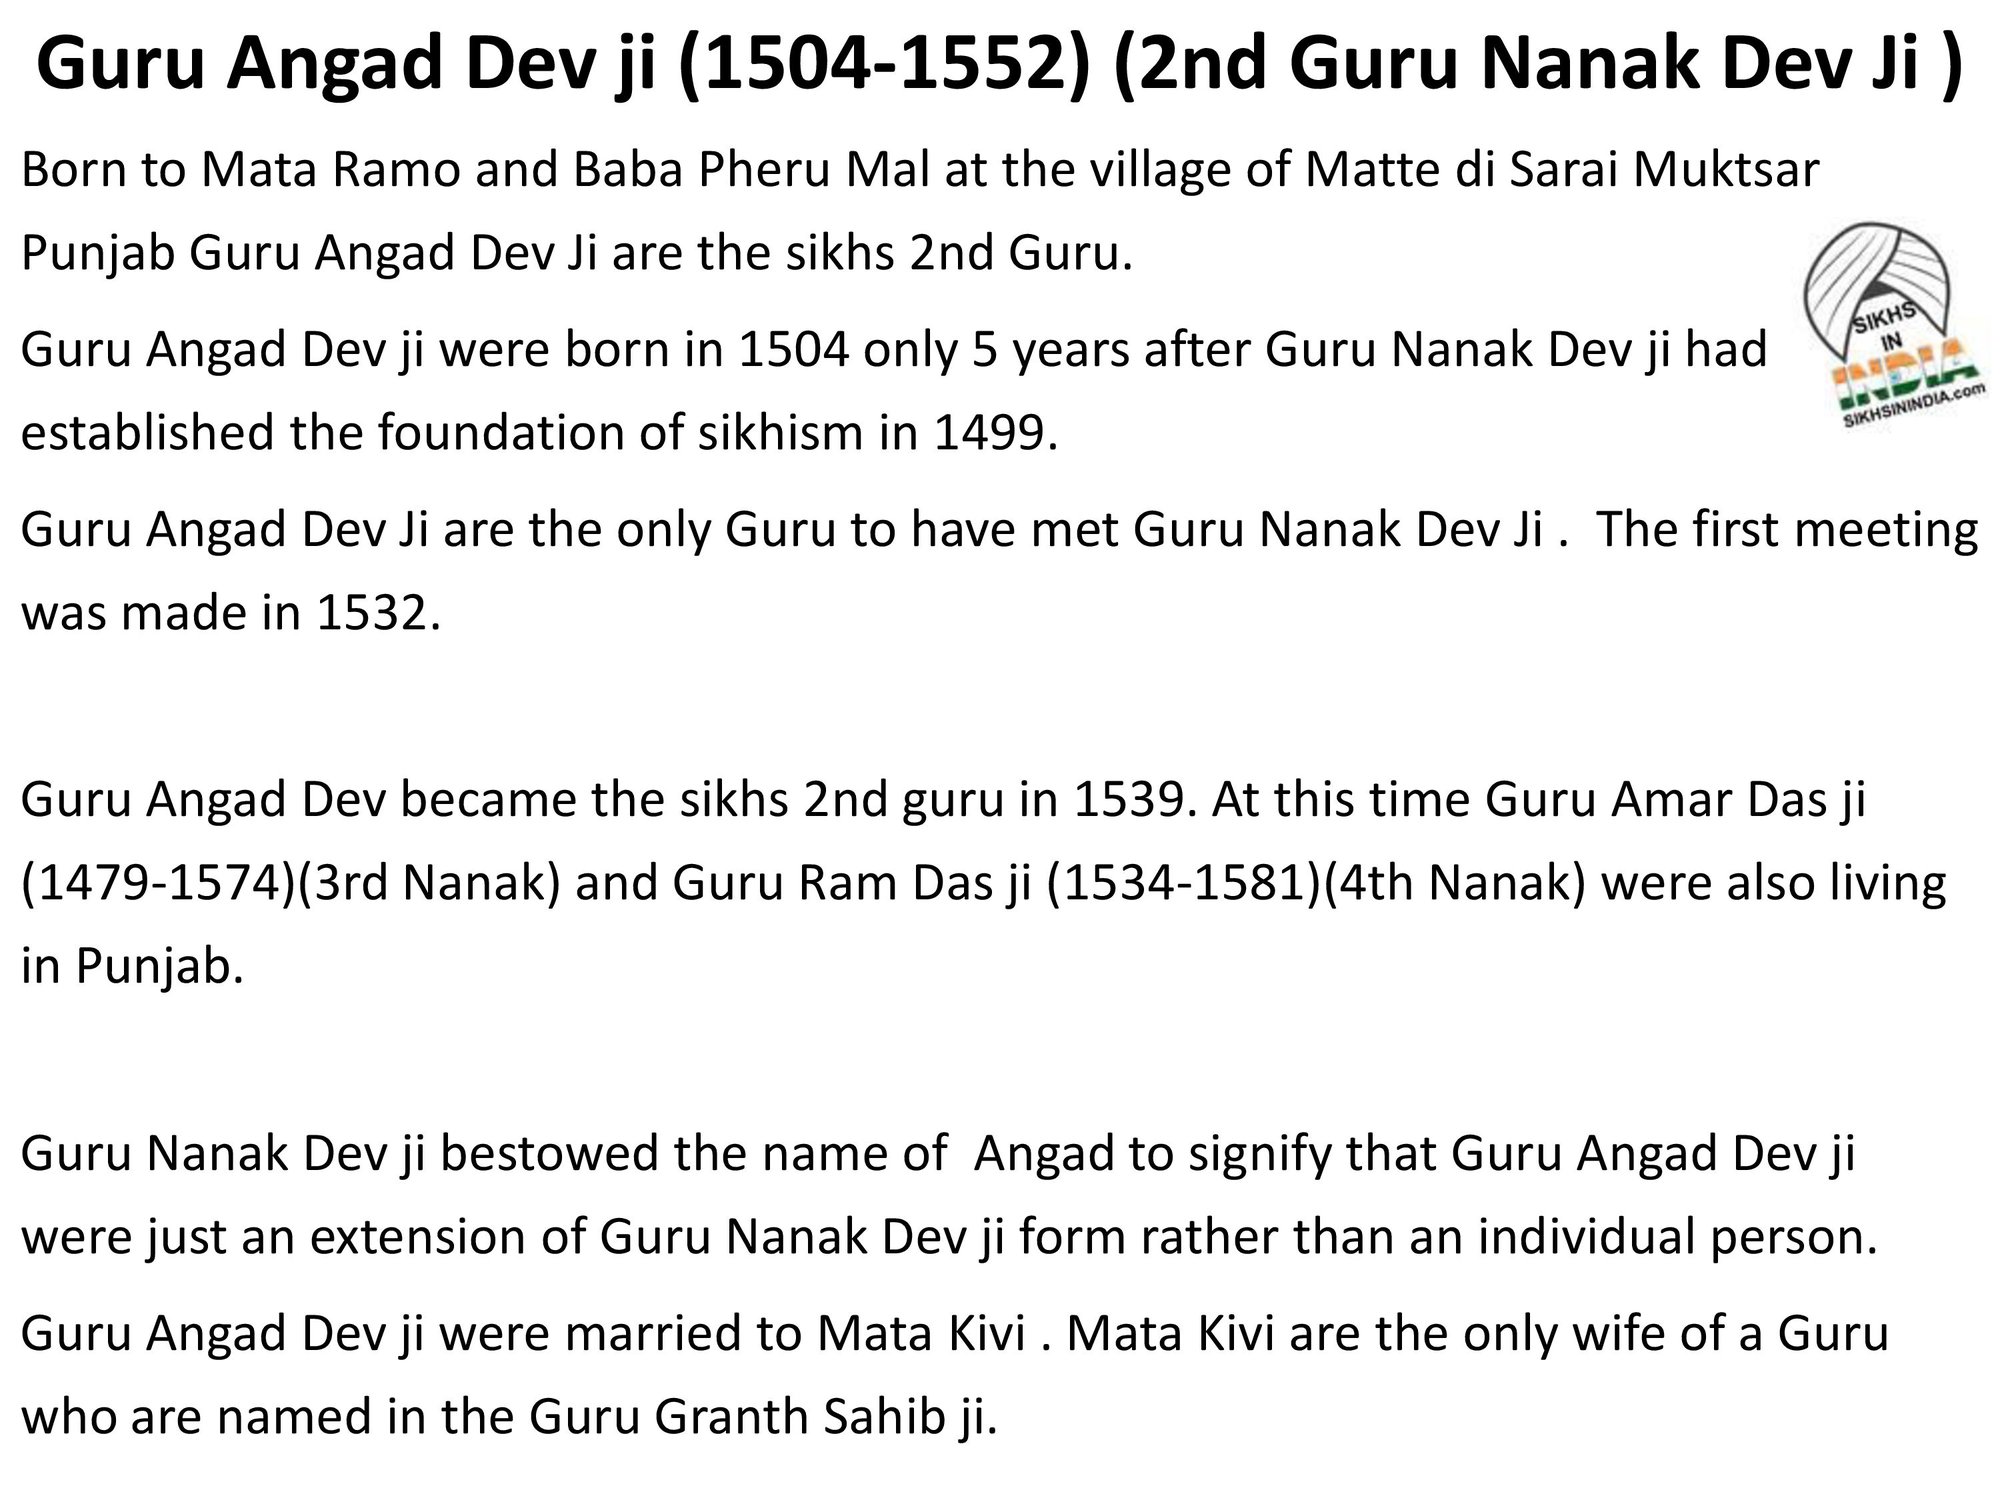 Guru Angad Dev ji (1504-1552) (2nd Guru Nanak Dev Ji )
Born to Mata Ramo and Baba Pheru Mal at the village of Matte di Sarai Muktsar
Punjab Guru Angad Dev Ji are the sikhs 2nd Guru.
Guru Angad Dev ji were born in 1504 only 5 years after Guru Nanak Dev ji had
established the foundation of sikhism in 1499.
SIKHS
IN
INDIA
SIKHSININDIA.com
Guru Angad Dev Ji are the only Guru to have met Guru Nanak Dev Ji .  The first meeting
was made in 1532.
Guru Angad Dev became the sikhs 2nd guru in 1539. At this time Guru Amar Das ji
(1479-1574)(3rd Nanak) and Guru Ram Das ji (1534-1581)(4th Nanak) were also living
in Punjab.
Guru Nanak Dev ji bestowed the name of  Angad to signify that Guru Angad Dev ji
were just an extension of Guru Nanak Dev ji form rather than an individual person.
Guru Angad Dev ji were married to Mata Kivi . Mata Kivi are the only wife of a Guru
who are named in the Guru Granth Sahib ji.